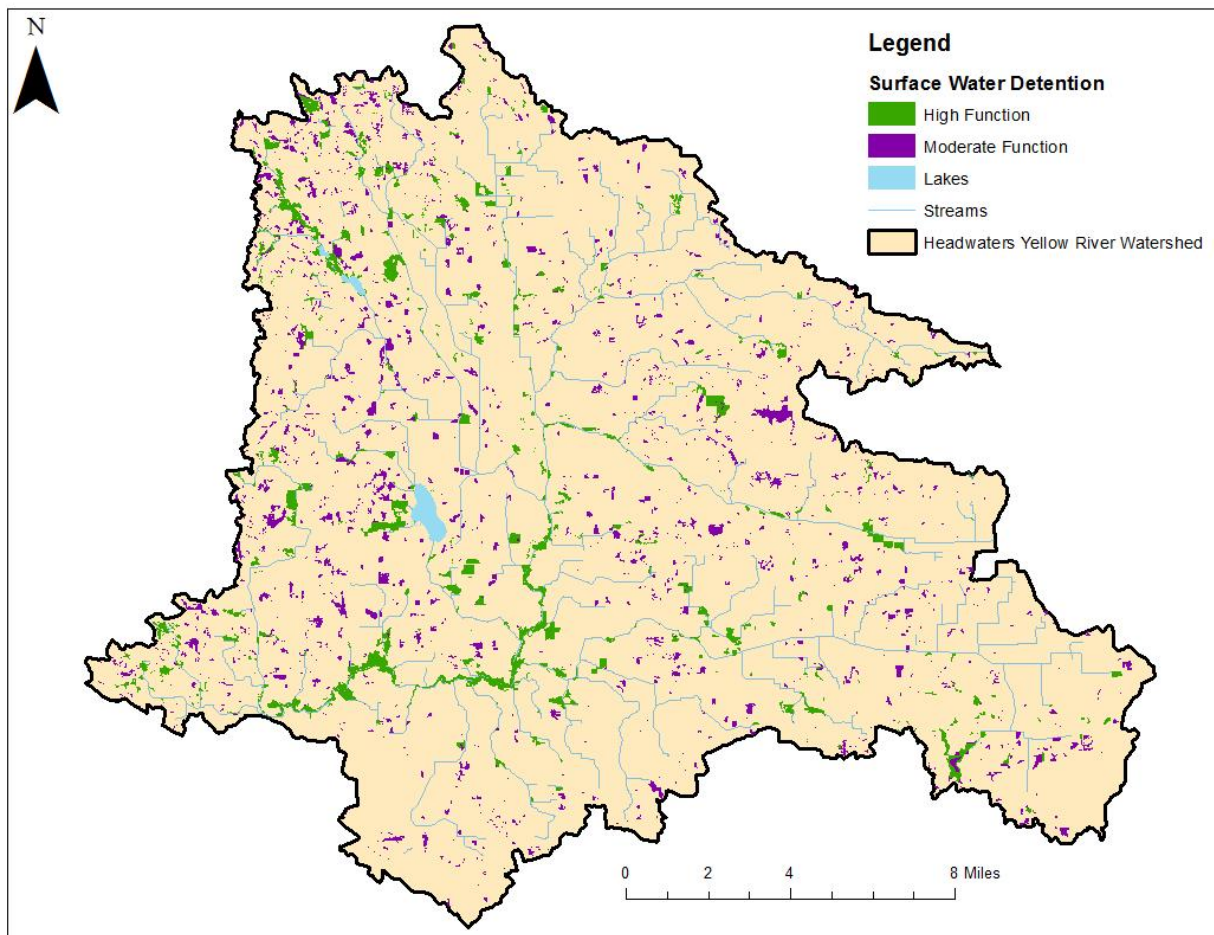 N
Legend
Surface Water Detention
High Function
Moderate Function
Lakes
Streams
Headwaters Yellow River Watershed
0 2 4 8 Miles